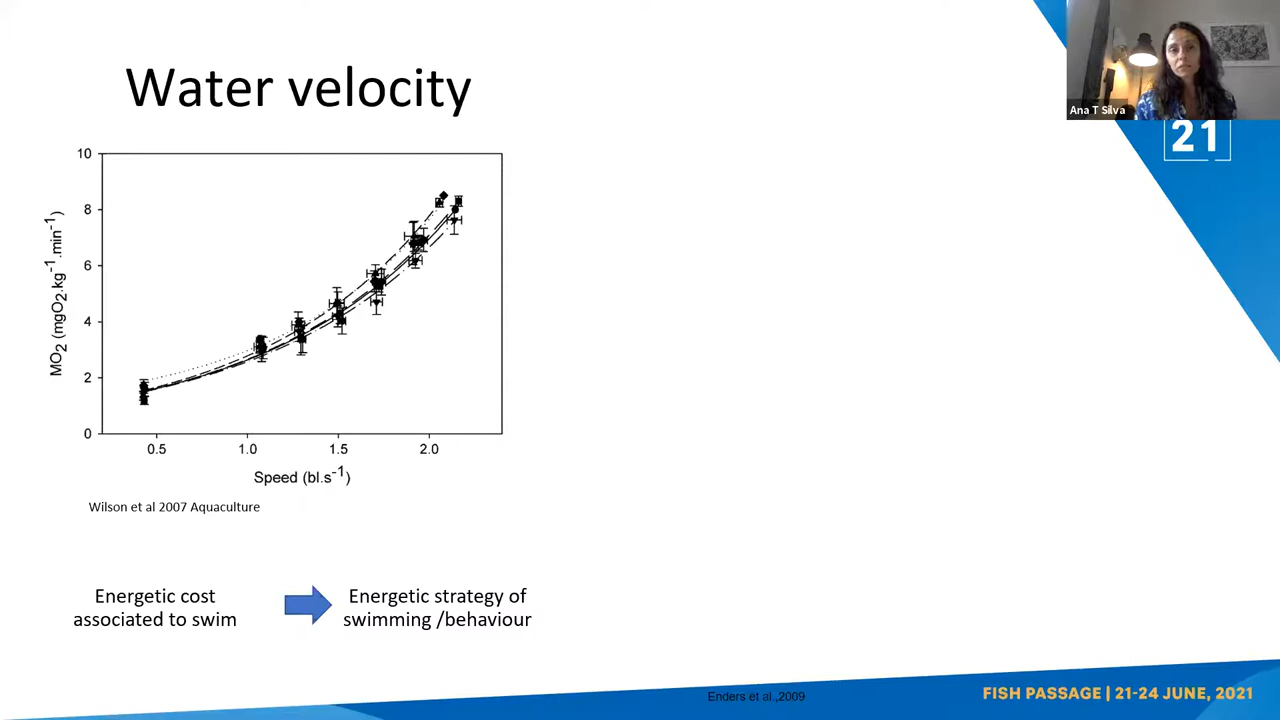 Water velocity
Ana T Silva
21
10
8
6
4
2
0
MO2 (mgO2.kg-1.min-1)
0.5 1.0 1.5 2.0
Speed (bl.s-1)
Wilson et al 2007 Aquaculture
Energetic cost
associated to swim
Energetic strategy of
swimming /behaviour
Enders et al.,2009
FISH PASSAGE | 21-24 JUNE, 2021